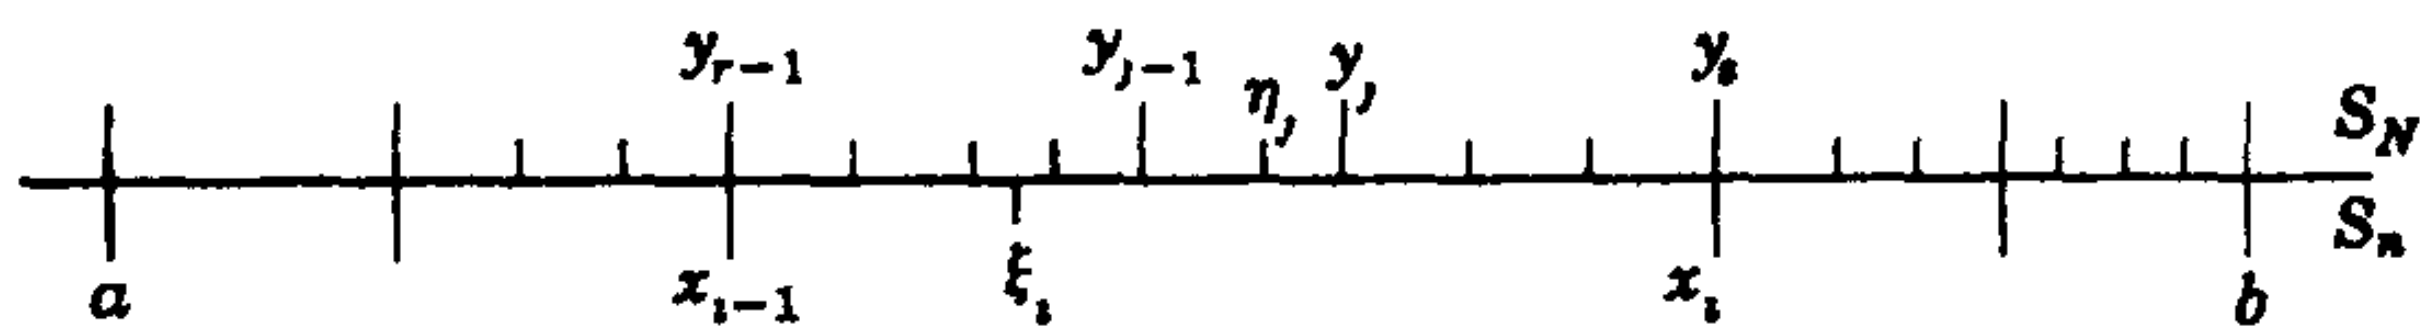 y_{r-1} y_{j-1} η_j y_j y_s S_N
a x_{i-1} ξ_i x_i b S_n